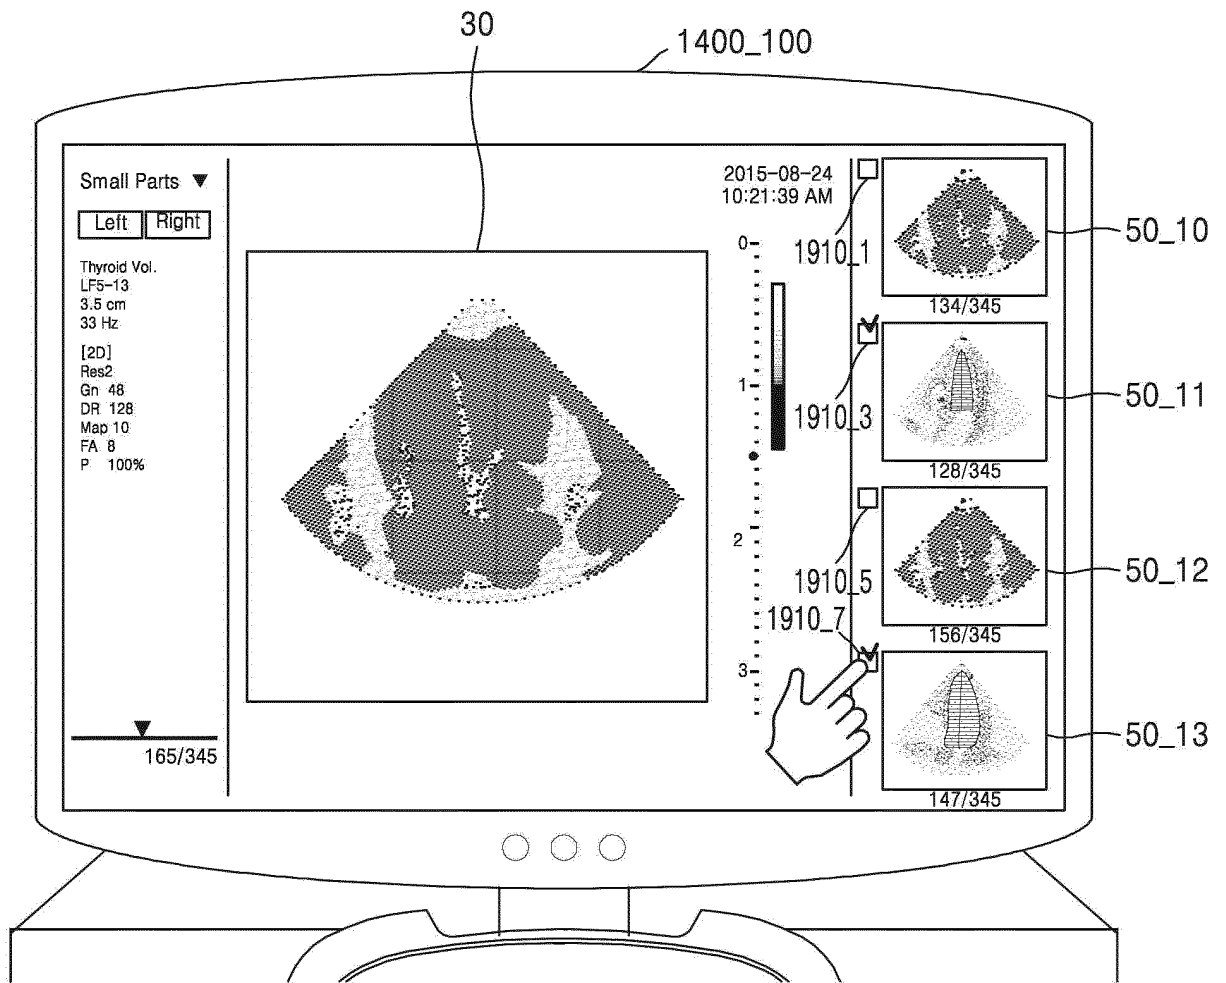 30
1400_100
Small Parts
Left Right
Thyroid Vol.
LF5-13
3.5 cm
33 Hz
[2D]
Res2
Gn 48
DR 128
Map 10
FA 8
P 100%
165/345
2015-08-24
10:21:39 AM
0
1
2
3
1910_1
50_10
134/345
1910_3
50_11
128/345
1910_5
50_12
156/345
1910_7
50_13
147/345